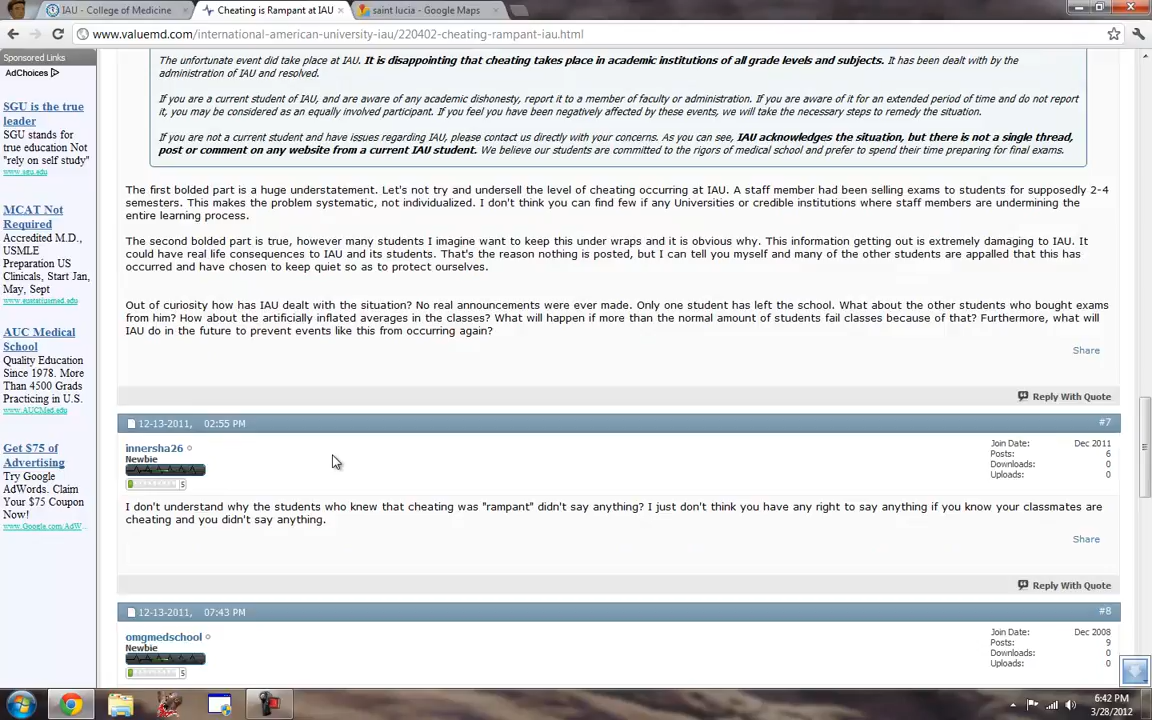 IAU - College of Medicine
Cheating is Rampant at IAU
saint lucia - Google Maps
www.valuemd.com/international-american-university-iau/220402-cheating-rampant-iau.html
Sponsored Links
AdChoices
SGU is the true
leader
SGU stands for
true education Not
"rely on self study"
www.sgu.edu
MCAT Not
Required
Accredited M.D.,
USMLE
Preparation US
Clinicals, Start Jan,
May, Sept
AUC Medical
School
Quality Education
Since 1978. More
Than 4500 Grads
Practicing in U.S.
www.AUCMed.edu
Get $75 of
Advertising
Try Google
AdWords. Claim
Your $75 Coupon
Now!
www.Google.com/AdW...
The unfortunate event did take place at IAU. It is disappointing that cheating takes place in academic institutions of all grade levels and subjects. It has been dealt with by the
administration of IAU and resolved.
If you are a current student of IAU, and are aware of any academic dishonesty, report it to a member of faculty or administration. If you are aware of it for an extended period of time and do not report
it, you may be considered as an equally involved participant. If you feel you have been negatively affected by these events, we will take the necessary steps to remedy the situation.
If you are not a current student and have issues regarding IAU, please contact us directly with your concerns. As you can see, IAU acknowledges the situation, but there is not a single thread,
post or comment on any website from a current IAU student. We believe our students are committed to the rigors of medical school and prefer to spend their time preparing for final exams.
The first bolded part is a huge understatement. Let's not try and undersell the level of cheating occurring at IAU. A staff member had been selling exams to students for supposedly 2-4
semesters. This makes the problem systematic, not individualized. I don't think you can find few if any Universities or credible institutions where staff members are undermining the
entire learning process.
The second bolded part is true, however many students I imagine want to keep this under wraps and it is obvious why. This information getting out is extremely damaging to IAU. It
could have real life consequences to IAU and its students. That's the reason nothing is posted, but I can tell you myself and many of the other students are appalled that this has
occurred and have chosen to keep quiet so as to protect ourselves.
Out of curiosity how has IAU dealt with the situation? No real announcements were ever made. Only one student has left the school. What about the other students who bought exams
from him? How about the artificially inflated averages in the classes? What will happen if more than the normal amount of students fail classes because of that? Furthermore, what will
IAU do in the future to prevent events like this from occurring again?
Share
Reply With Quote
12-13-2011, 02:55 PM #7
innersha26
Newbie
5
Join Date: Dec 2011
Posts: 6
Downloads: 0
Uploads: 0
I don't understand why the students who knew that cheating was "rampant" didn't say anything? I just don't think you have any right to say anything if you know your classmates are
cheating and you didn't say anything.
Share
Reply With Quote
12-13-2011, 07:43 PM #8
omgmedschool
Newbie
5
Join Date: Dec 2008
Posts: 9
Downloads: 0
Uploads: 0
6:42 PM
3/28/2012